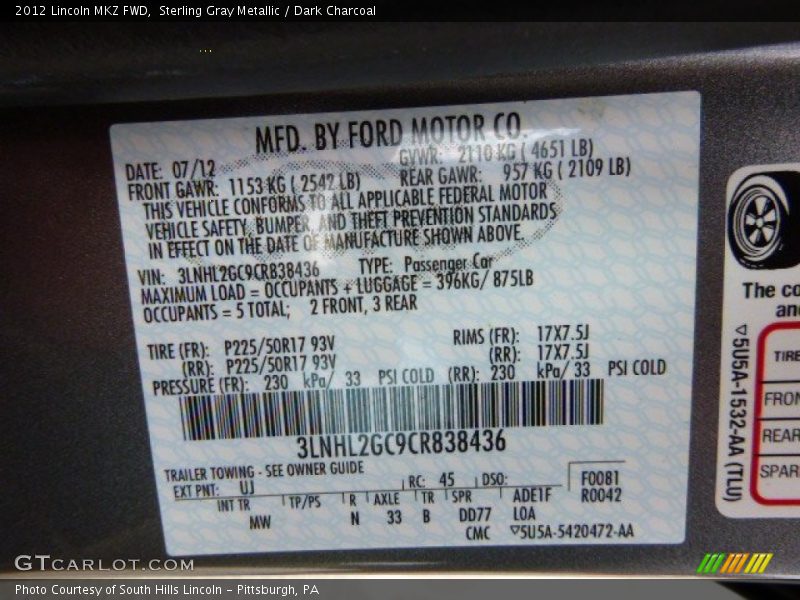 2012 Lincoln MKZ FWD,  Sterling Gray Metallic / Dark Charcoal
MFD. BY FORD MOTOR CO.
DATE: 07/12
GVWR: 2110 KG ( 4651 LB)
FRONT GAWR: 1153 KG ( 2542 LB)
REAR GAWR: 957 KG ( 2109 LB)
THIS VEHICLE CONFORMS TO ALL APPLICABLE FEDERAL MOTOR
VEHICLE SAFETY, BUMPER, AND THEFT PREVENTION STANDARDS
IN EFFECT ON THE DATE OF MANUFACTURE SHOWN ABOVE.
VIN: 3LNHL2GC9CR838436 TYPE: Passenger Car
MAXIMUM LOAD = OCCUPANTS + LUGGAGE = 396KG/ 875LB
OCCUPANTS = 5 TOTAL; 2 FRONT, 3 REAR
TIRE (FR): P225/50R17 93V RIMS (FR): 17X7.5J
(RR): P225/50R17 93V (RR): 17X7.5J
PRESSURE (FR): 230 kPa/ 33 PSI COLD (RR): 230 kPa/ 33 PSI COLD
3LNHL2GC9CR838436
TRAILER TOWING - SEE OWNER GUIDE
EXT PNT: UJ RC: 45 DSO: F0081
INT TR TP/PS R AXLE TR SPR ADE1F R0042
MW N 33 B DD77 LOA
CMC ▽5U5A-5420472-AA
The co
an
▽5U5A-1532-AA (TLU)
TIRE
FRON
REAR
SPAR
GTCARLOT.COM
Photo Courtesy of South Hills Lincoln – Pittsburgh, PA